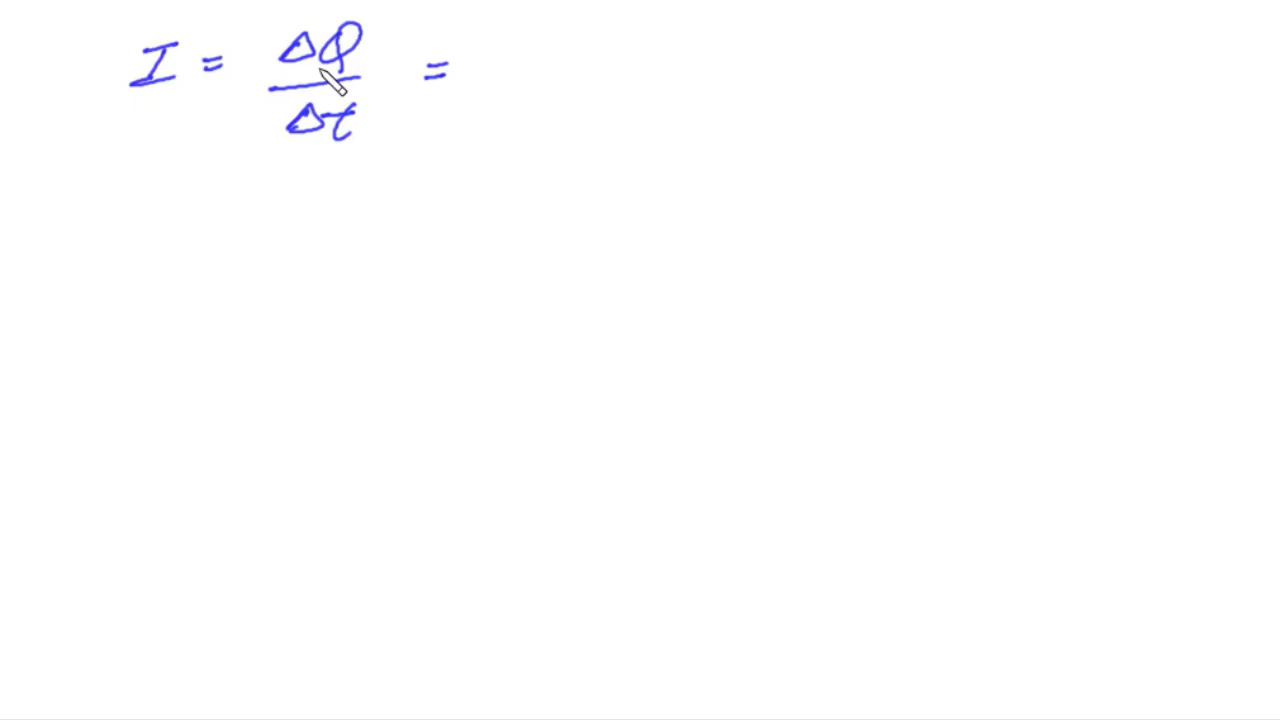 I = ΔQ / Δt =